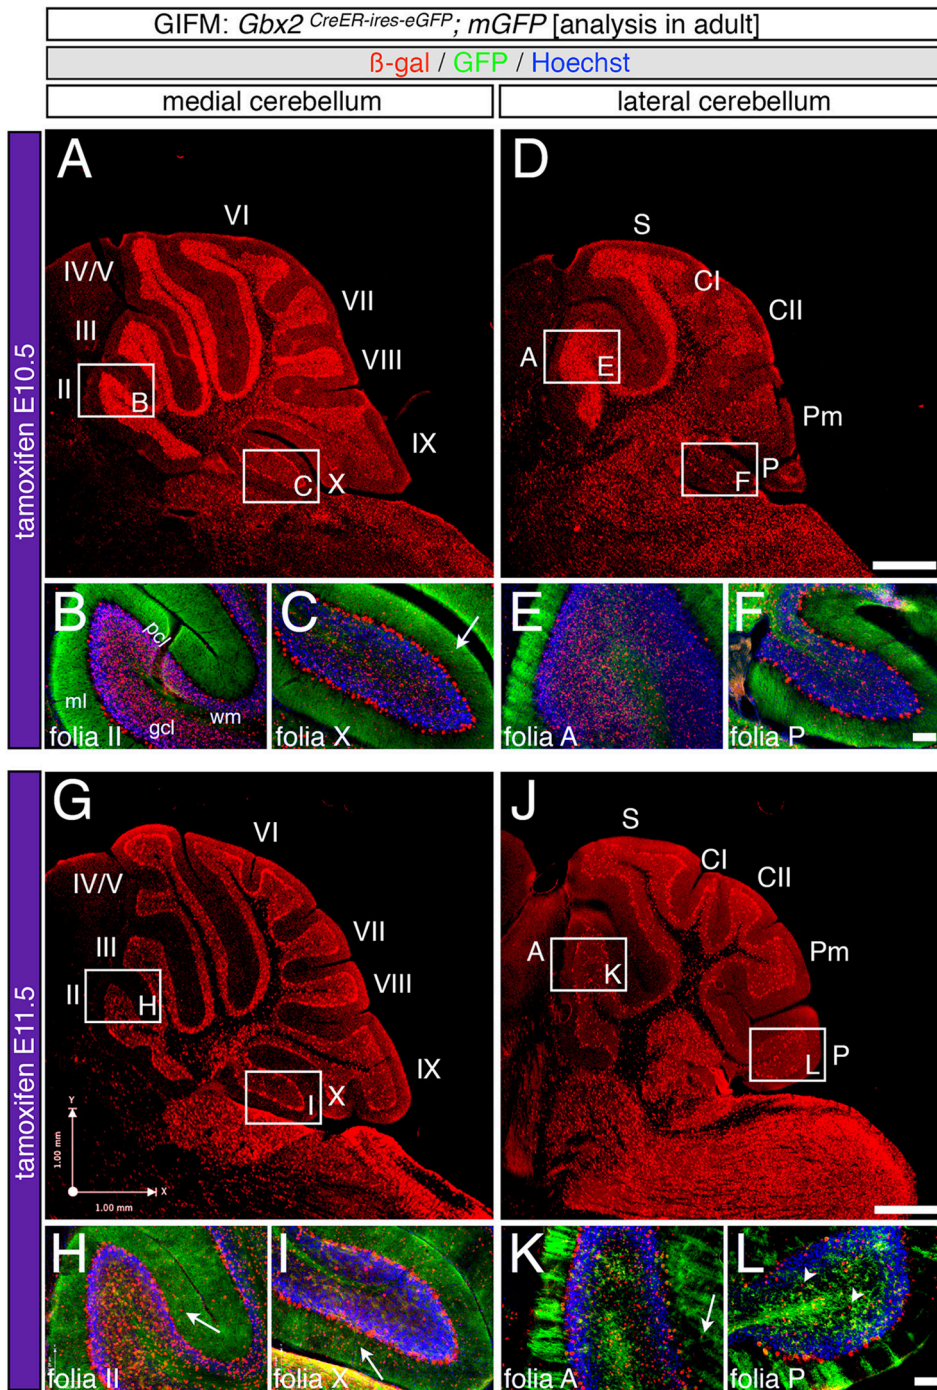 GIFM: Gbx2 CreER-ires-eGFP; mGFP [analysis in adult]
ß-gal / GFP / Hoechst
medial cerebellum
lateral cerebellum
tamoxifen E10.5
A
VI
IV/V
VII
III
VIII
II
B
IX
C
X
D
S
CI
CII
A
E
Pm
F
P
B
pcl
ml
wm
gcl
folia II
C
folia X
E
folia A
F
folia P
tamoxifen E11.5
G
VI
IV/V
VII
III
VIII
II
H
IX
I
X
Y
1.00 mm
X
1.00 mm
J
S
CI
CII
Pm
A
K
L
P
H
folia II
I
folia X
K
folia A
L
folia P